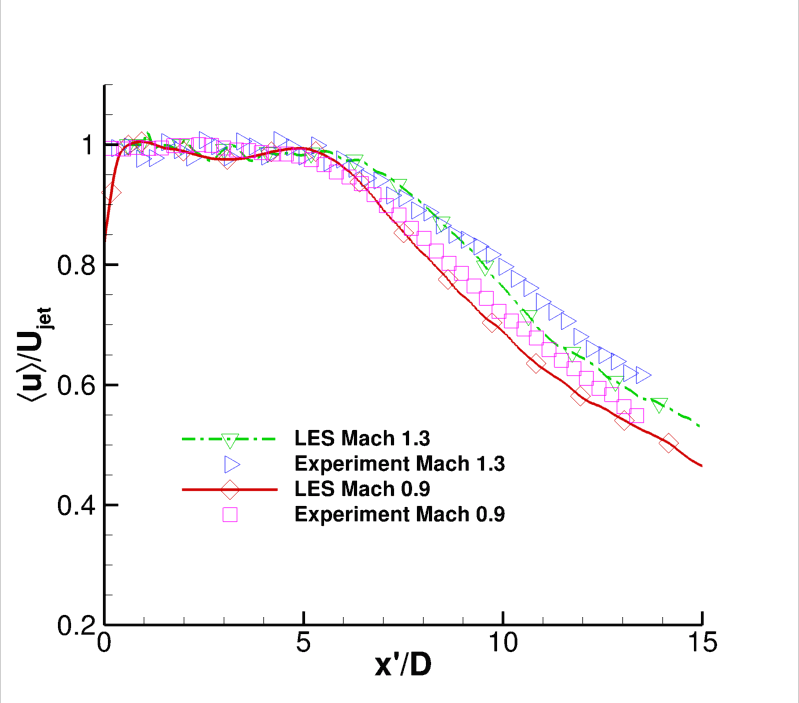 1
0.8
0.6
0.4
0.2
⟨u⟩/Ujet
LES Mach 1.3
Experiment Mach 1.3
LES Mach 0.9
Experiment Mach 0.9
0 5 10 15
x'/D